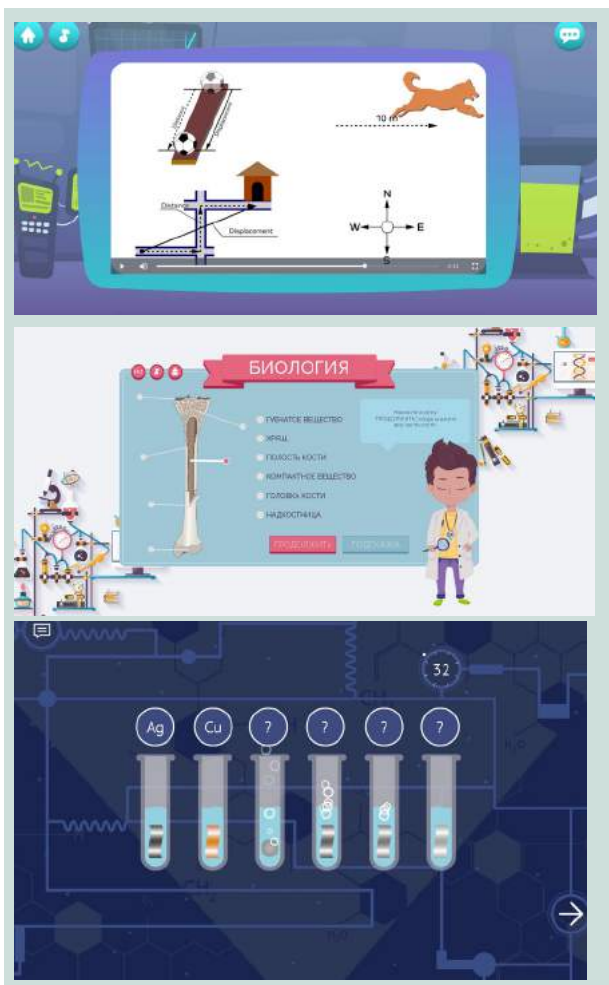 Distance
Displacement
10 m
Distance
Displacement
N
W
E
S
БИОЛОГИЯ
ГУБЧАТОЕ ВЕЩЕСТВО
ХРЯЩ
ПОЛОСТЬ КОСТИ
КОМПАКТНОЕ ВЕЩЕСТВО
ГОЛОВКА КОСТИ
НАДКОСТНИЦА
ПРОДОЛЖИТЬ
ПОДСКАЗКА
32
Ag
Cu
?
?
?
?